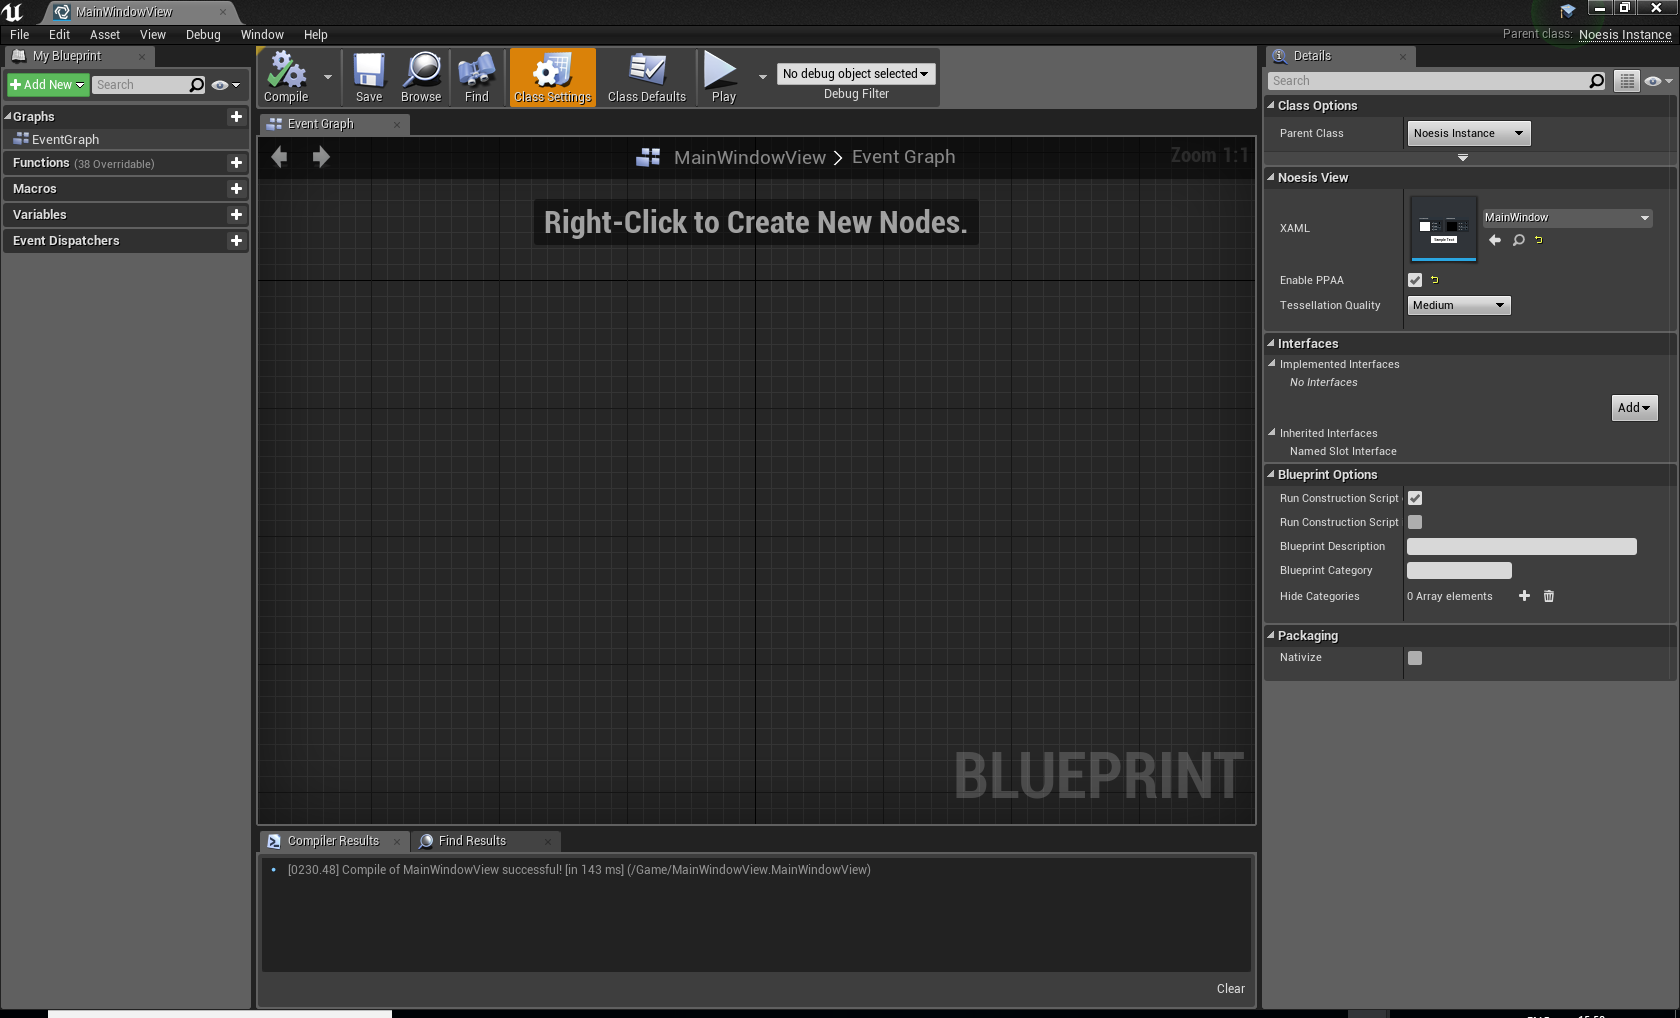 MainWindowView
File Edit Asset View Debug Window Help
Parent class: Noesis Instance
My Blueprint
Add New
Search
Graphs
EventGraph
Functions (38 Overridable)
Macros
Variables
Event Dispatchers
Compile
Save
Browse
Find
Class Settings
Class Defaults
Play
No debug object selected
Debug Filter
Event Graph
MainWindowView > Event Graph
Zoom 1:1
Right-Click to Create New Nodes.
BLUEPRINT
Compiler Results
Find Results
[0230.48] Compile of MainWindowView successful! [in 143 ms] (/Game/MainWindowView.MainWindowView)
Clear
Details
Search
Class Options
Parent Class Noesis Instance
Noesis View
XAML
Sample Text
MainWindow
Enable PPAA
Tessellation Quality Medium
Interfaces
Implemented Interfaces
No Interfaces
Add
Inherited Interfaces
Named Slot Interface
Blueprint Options
Run Construction Script
Run Construction Script
Blueprint Description
Blueprint Category
Hide Categories 0 Array elements
Packaging
Nativize